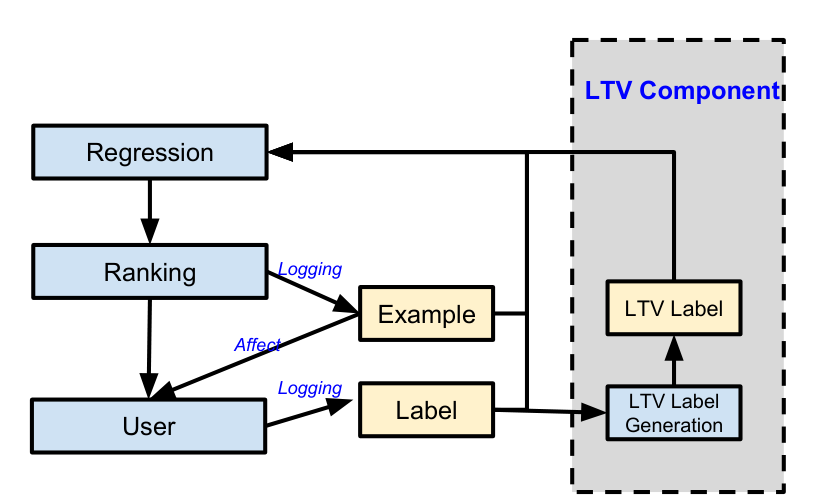 LTV Component
Regression
Ranking
Logging
Example
LTV Label
Affect
Logging
Label
LTV Label
Generation
User